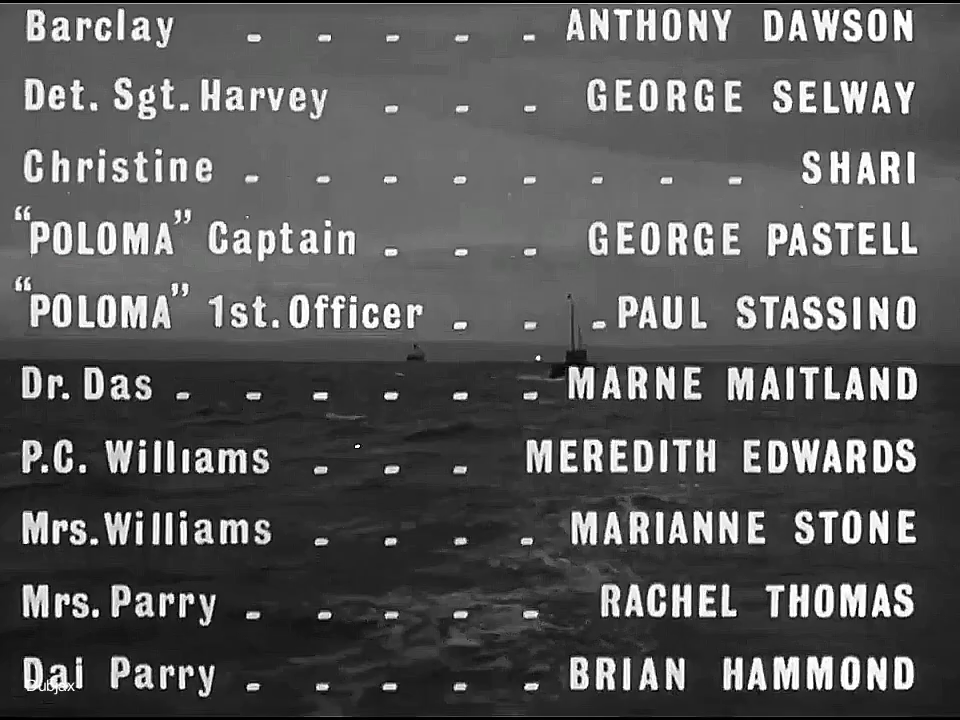 Barclay - - - - - ANTHONY DAWSON
Det. Sgt. Harvey - - - GEORGE SELWAY
Christine - - - - - - - - SHARI
"POLOMA" Captain - - - GEORGE PASTELL
"POLOMA" 1st. Officer - - - PAUL STASSINO
Dr. Das - - - - - - MARNE MAITLAND
P.C. Williams - - - MEREDITH EDWARDS
Mrs. Williams - - - - MARIANNE STONE
Mrs. Parry - - - - - RACHEL THOMAS
Dai Parry - - - - - BRIAN HAMMOND
Dubjax